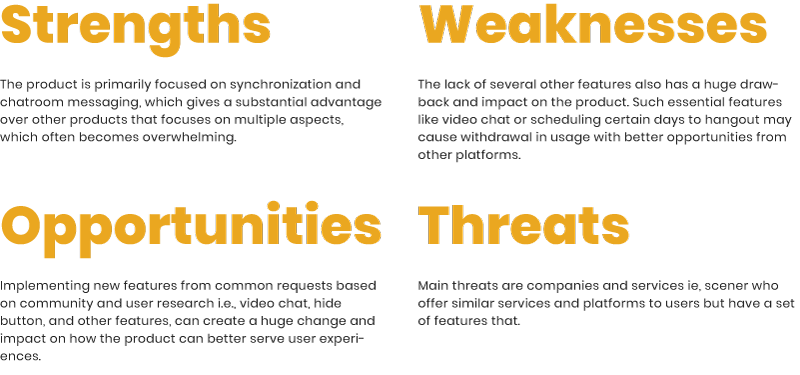 Strengths
The product is primarily focused on synchronization and
chatroom messaging, which gives a substantial advantage
over other products that focuses on multiple aspects,
which often becomes overwhelming.
Weaknesses
The lack of several other features also has a huge draw-
back and impact on the product. Such essential features
like video chat or scheduling certain days to hangout may
cause withdrawal in usage with better opportunities from
other platforms.
Opportunities
Implementing new features from common requests based
on community and user research i.e., video chat, hide
button, and other features, can create a huge change and
impact on how the product can better serve user experi-
ences.
Threats
Main threats are companies and services ie, scener who
offer similar services and platforms to users but have a set
of features that.